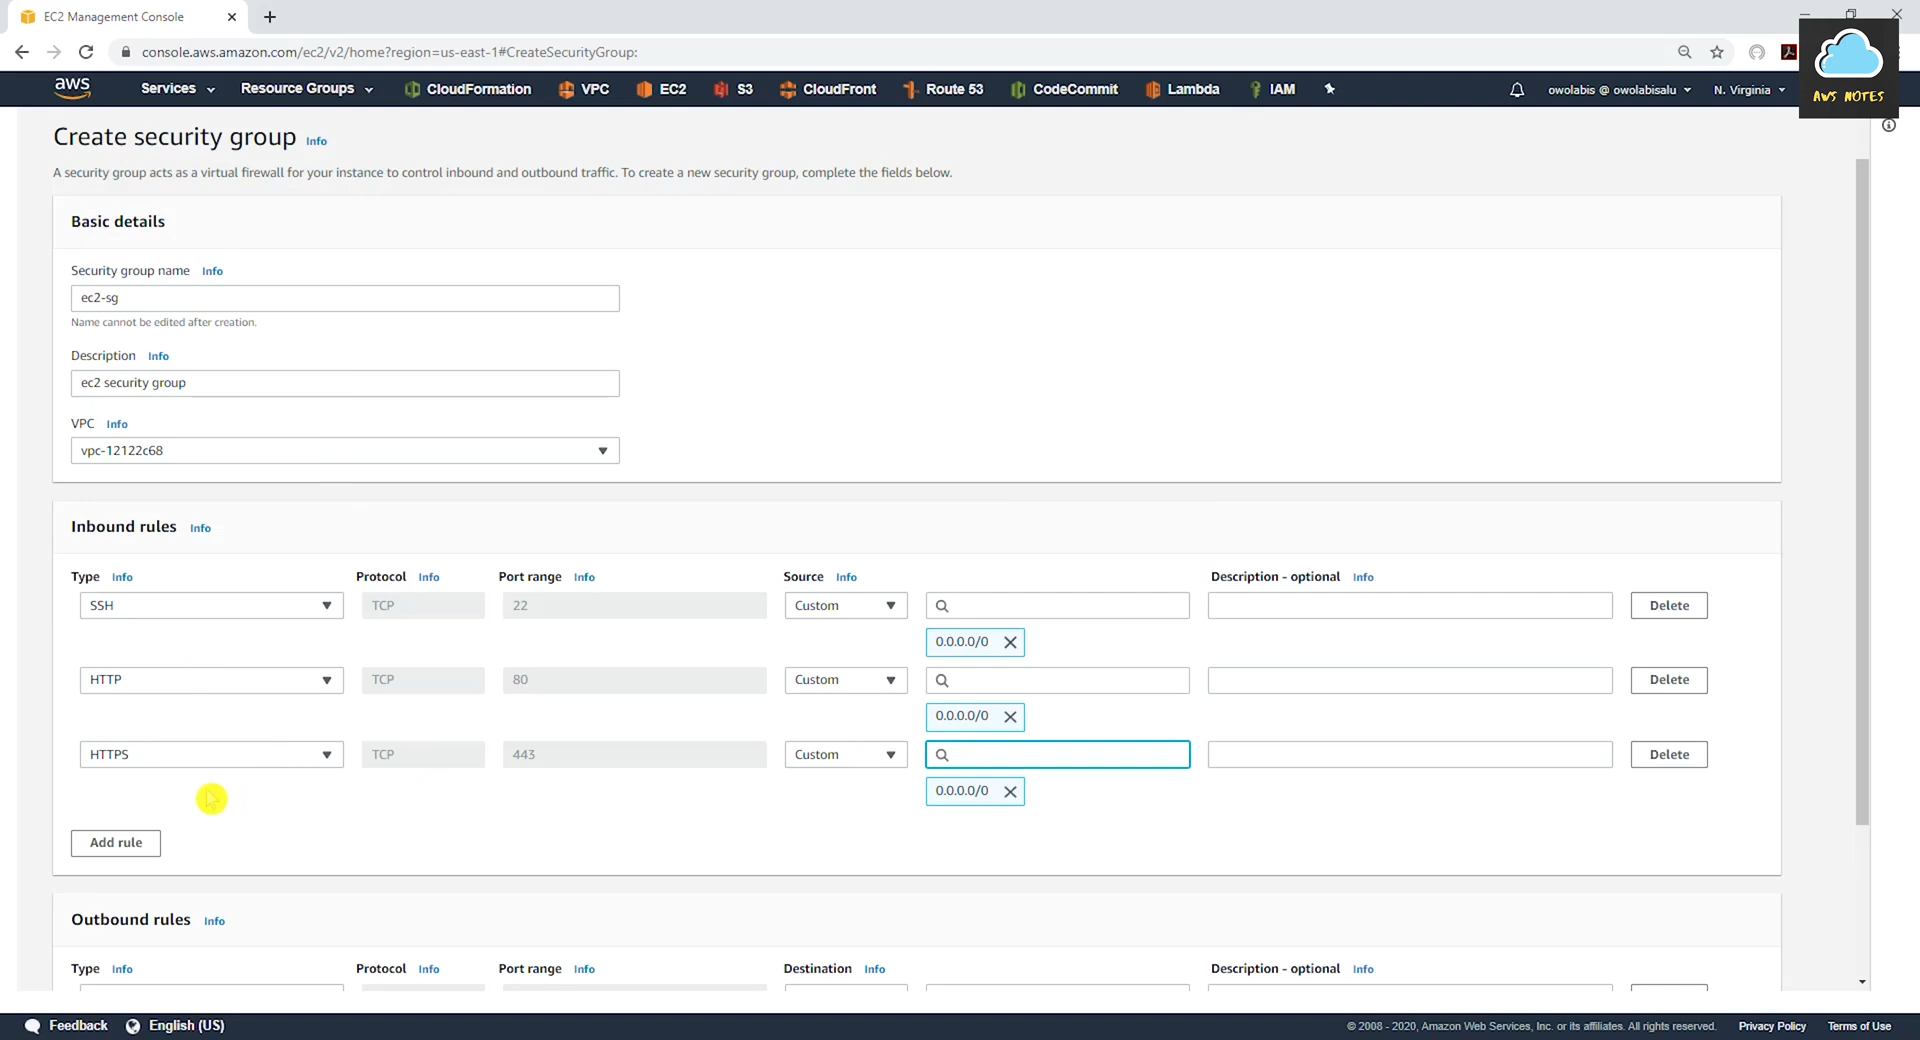 EC2 Management Console
console.aws.amazon.com/ec2/v2/home?region=us-east-1#CreateSecurityGroup:
aws Services Resource Groups CloudFormation VPC EC2 S3 CloudFront Route 53 CodeCommit Lambda IAM owolabis @ owolabisalu N. Virginia
AWS NOTES
Create security group Info
A security group acts as a virtual firewall for your instance to control inbound and outbound traffic. To create a new security group, complete the fields below.
Basic details
Security group name Info
ec2-sg
Name cannot be edited after creation.
Description Info
ec2 security group
VPC Info
vpc-12122c68
Inbound rules Info
Type Info Protocol Info Port range Info Source Info Description - optional Info
SSH TCP 22 Custom Delete
0.0.0.0/0
HTTP TCP 80 Custom Delete
0.0.0.0/0
HTTPS TCP 443 Custom Delete
0.0.0.0/0
Add rule
Outbound rules Info
Type Info Protocol Info Port range Info Destination Info Description - optional Info
Feedback English (US) © 2008 - 2020, Amazon Web Services, Inc. or its affiliates. All rights reserved. Privacy Policy Terms of Use